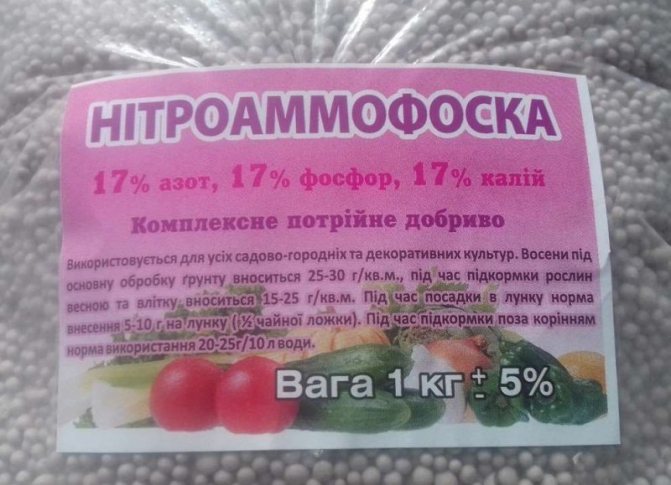 НІТРОАММОФОСКА
17% азот, 17% фосфор, 17% калій
Комплексне потрійне добриво
Використовується для усіх садово-городніх та декоративних культур. Восени під
основну обробку ґрунту вноситься 25-30 г/кв.м., під час підкормки рослин
весною та влітку вноситься 15-25 г/кв.м. Під час посадки в лунку норма
внесення 5-10 г на лунку ( ½ чайної ложки). Під час підкормки поза корінням
норма використання 20-25г/10 л води.
Вага 1 кг ± 5%